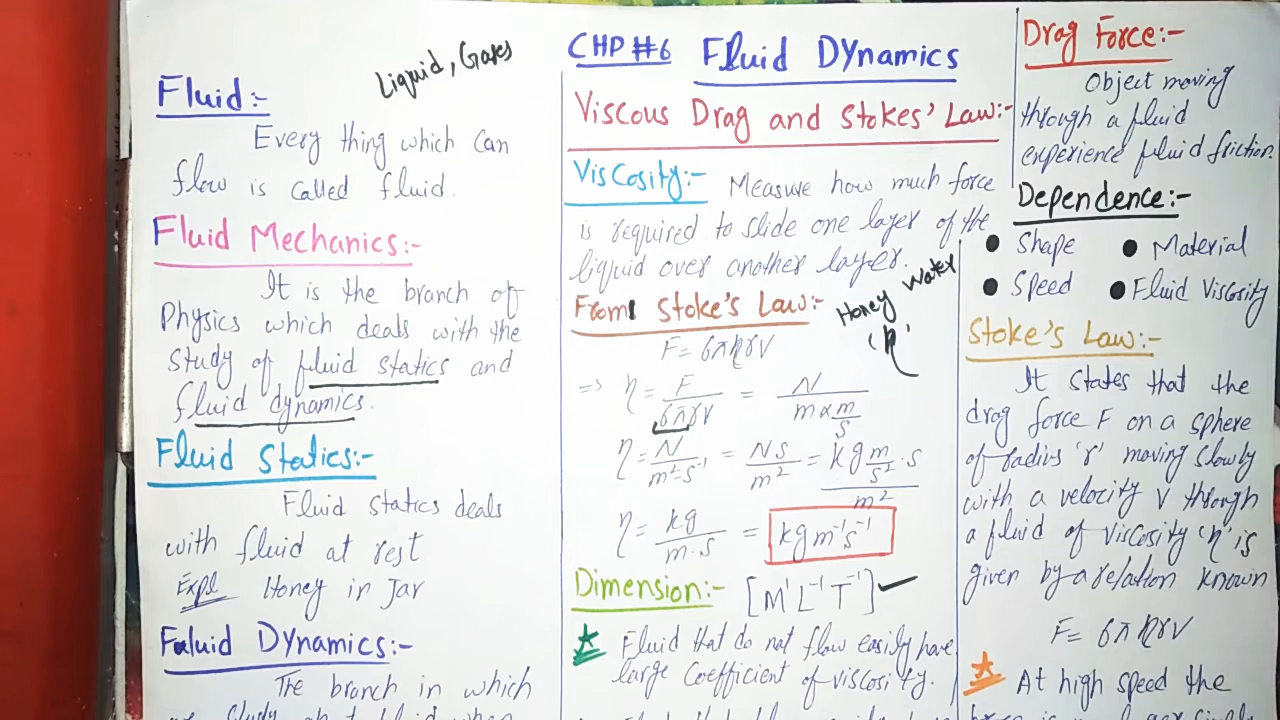 CHP #6 Fluid Dynamics
Liquid, Gases
Fluid:-
Every thing which can
flow is called fluid.
Fluid Mechanics:-
It is the branch of
Physics which deals with the
study of fluid statics and
fluid dynamics.
Fluid Statics:-
Fluid statics deals
with fluid at rest
Expl Honey in Jar
Faluid Dynamics:-
The branch in which
Viscous Drag and Stokes' Law:-
Viscosity:- Measure how much force
is required to slide one layer of the
liquid over another layer.
Honey Water
'η'
From Stoke's Law:-
F = 6πηrv
=> η = F/6πrv = N/(m × m/s)
η = N/m²s⁻¹ = Ns/m² = (kg m/s² · s)/m²
η = kg/m·s = kgm⁻¹s⁻¹
Dimension:- [M¹L⁻¹T⁻¹]
Fluid that do not flow easily have
large coefficient of viscosity.
Drag Force:-
Object moving
through a fluid
experience fluid friction.
Dependence:-
● Shape ● Material
● Speed ● Fluid Viscosity
Stoke's Law:-
It states that the
drag force F on a sphere
of radius 'r' moving slowly
with a velocity v through
a fluid of viscosity 'η' is
given by a relation known
F = 6πηrv
At high speed the